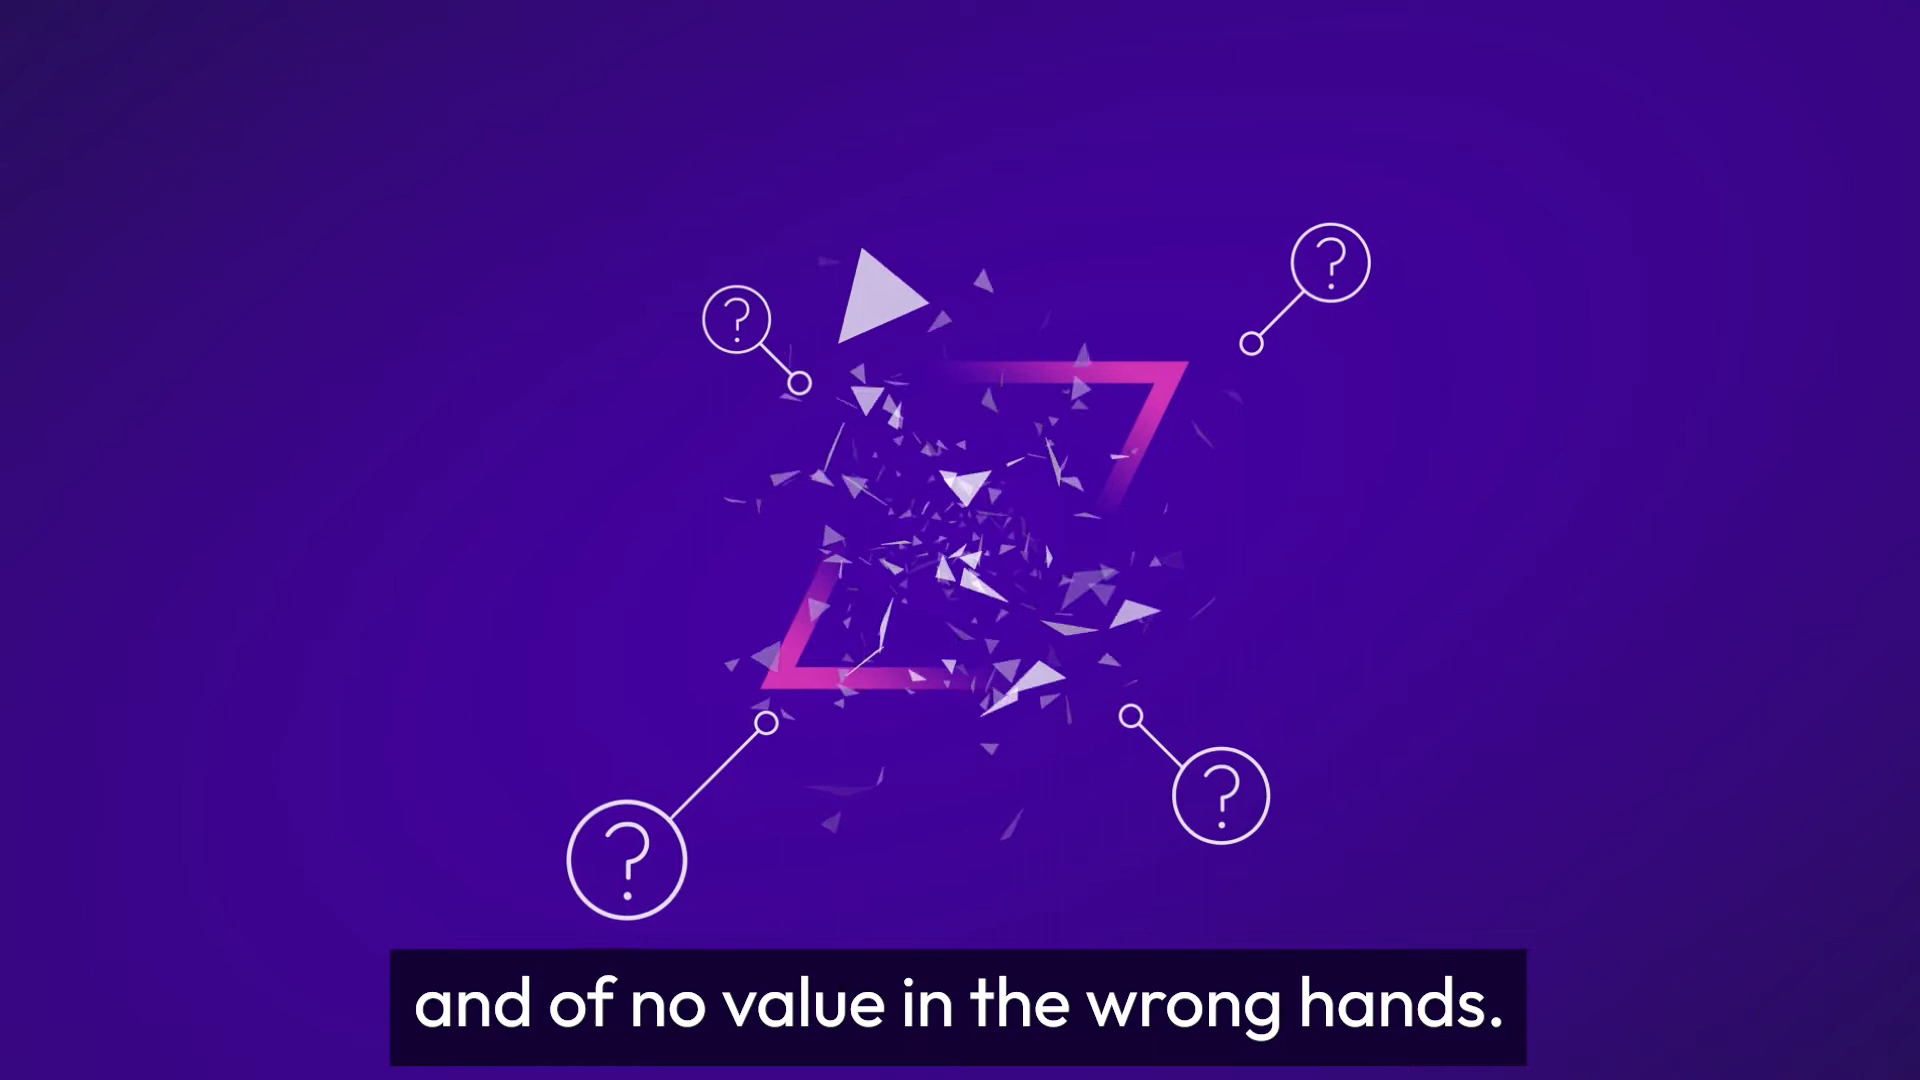 ?
?
?
?
and of no value in the wrong hands.